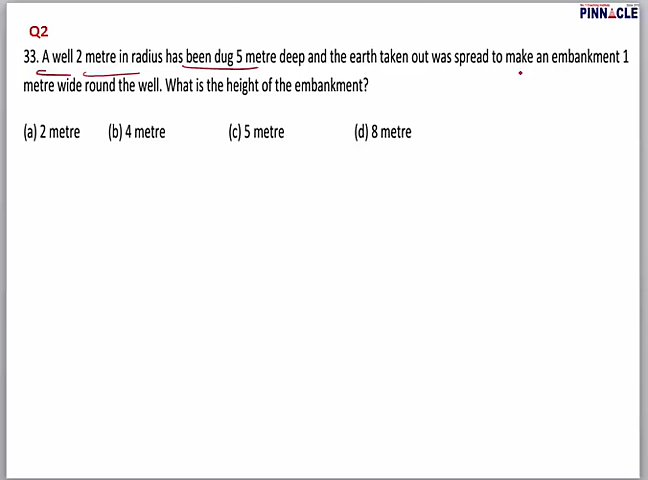 PINNACLE
Q2
33. A well 2 metre in radius has been dug 5 metre deep and the earth taken out was spread to make an embankment 1
metre wide round the well. What is the height of the embankment?
(a) 2 metre (b) 4 metre (c) 5 metre (d) 8 metre